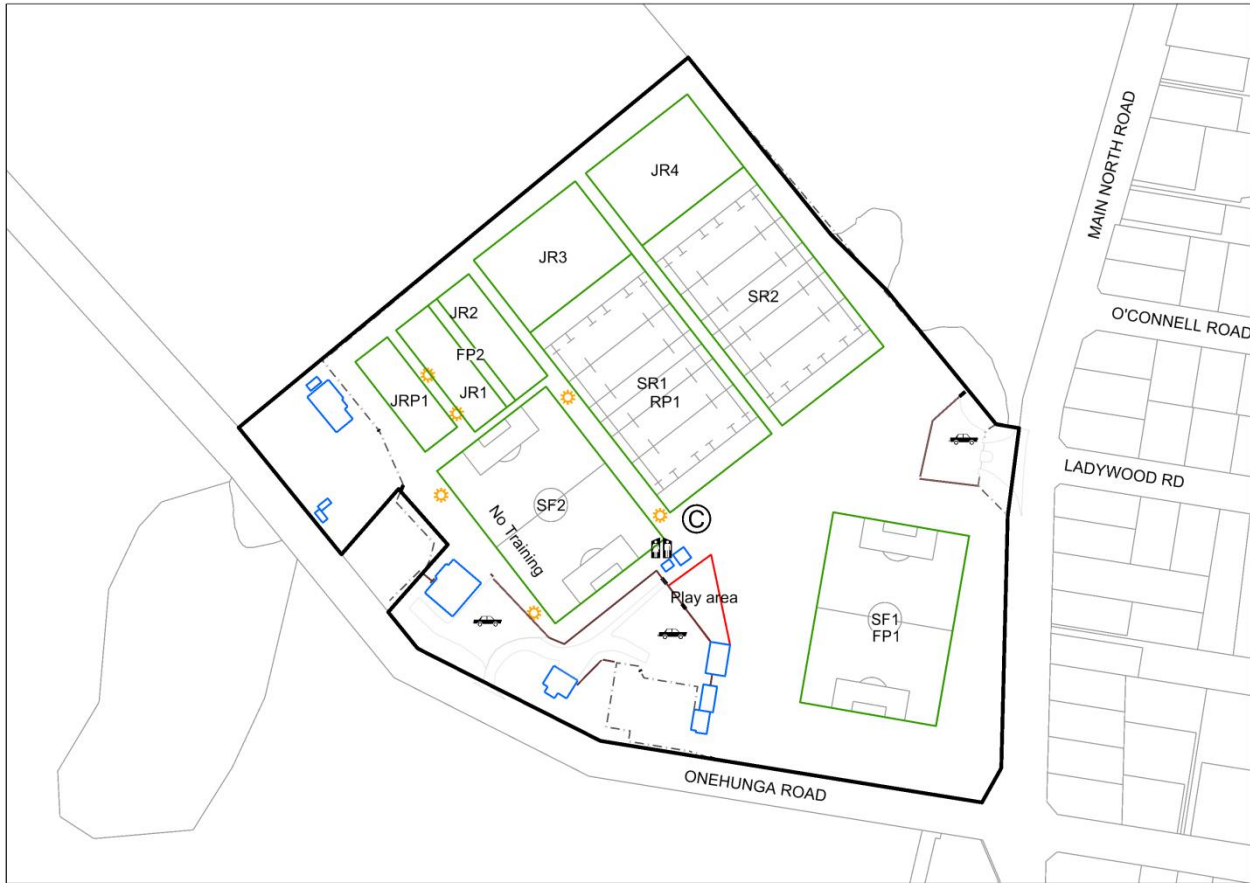 JR4
MAIN NORTH ROAD
JR3
SR2
JR2
O'CONNELL ROAD
FP2
SR1
RP1
JR1
JRP1
LADYWOOD RD
SF2
©
No Training
Play area
SF1
FP1
ONEHUNGA ROAD